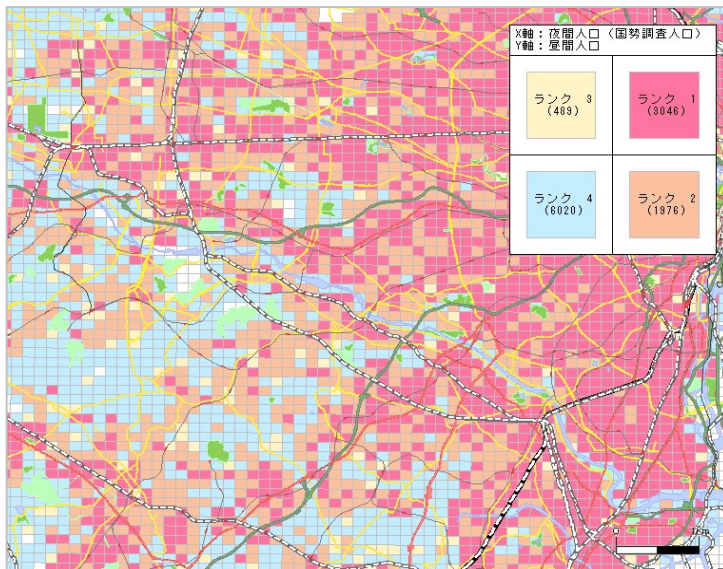 X軸：夜間人口（国勢調査人口）
Y軸：昼間人口
ランク 3
(489)
ランク 1
(3046)
ランク 4
(6020)
ランク 2
(1976)